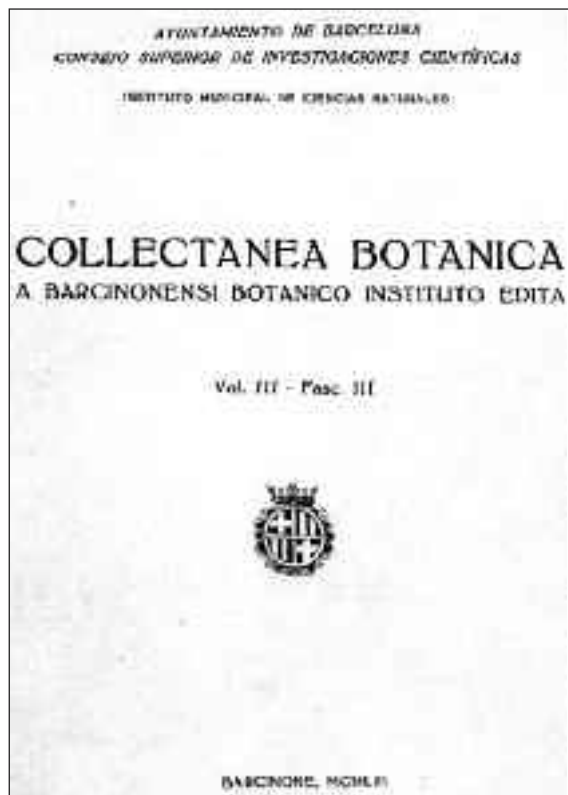 AYUNTAMIENTO DE BARCELONA
CONSEJO SUPERIOR DE INVESTIGACIONES CIENTÍFICAS
INSTITUTO MUNICIPAL DE CIENCIAS NATURALES
COLLECTANEA BOTANICA
A BARCINONENSI BOTANICO INSTITUTO EDITA
Vol. III - Fasc. III
BARCINONE,